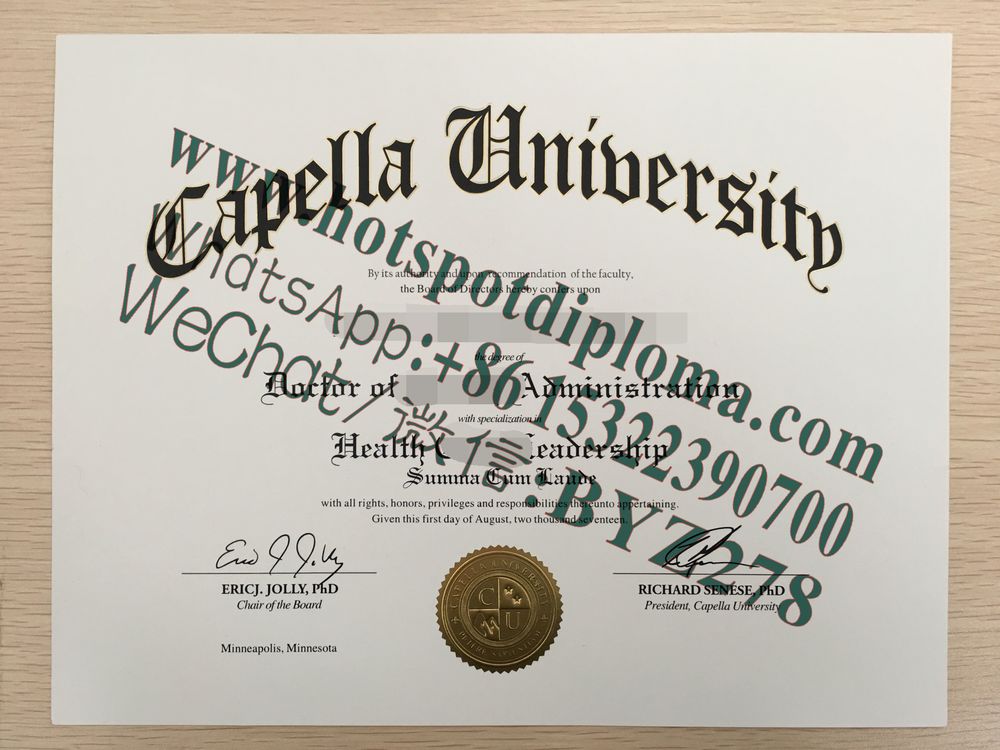 Capella University
www.hotspotdiploma.com
WhatsApp:+8615322390700
WeChat/微信:BYZ278
By its authority and upon recommendation of the faculty,
the Board of Directors hereby confers upon
the degree of
Doctor of Administration
with specialization in
Health Leadership
Summa Cum Laude
with all rights, honors, privileges and responsibilities thereunto appertaining.
Given this first day of August, two thousand seventeen.
ERICJ. JOLLY, PhD
Chair of the Board
RICHARD SENESE, PhD
President, Capella University
CAPELLA UNIVERSITY
C
U
Minneapolis, Minnesota